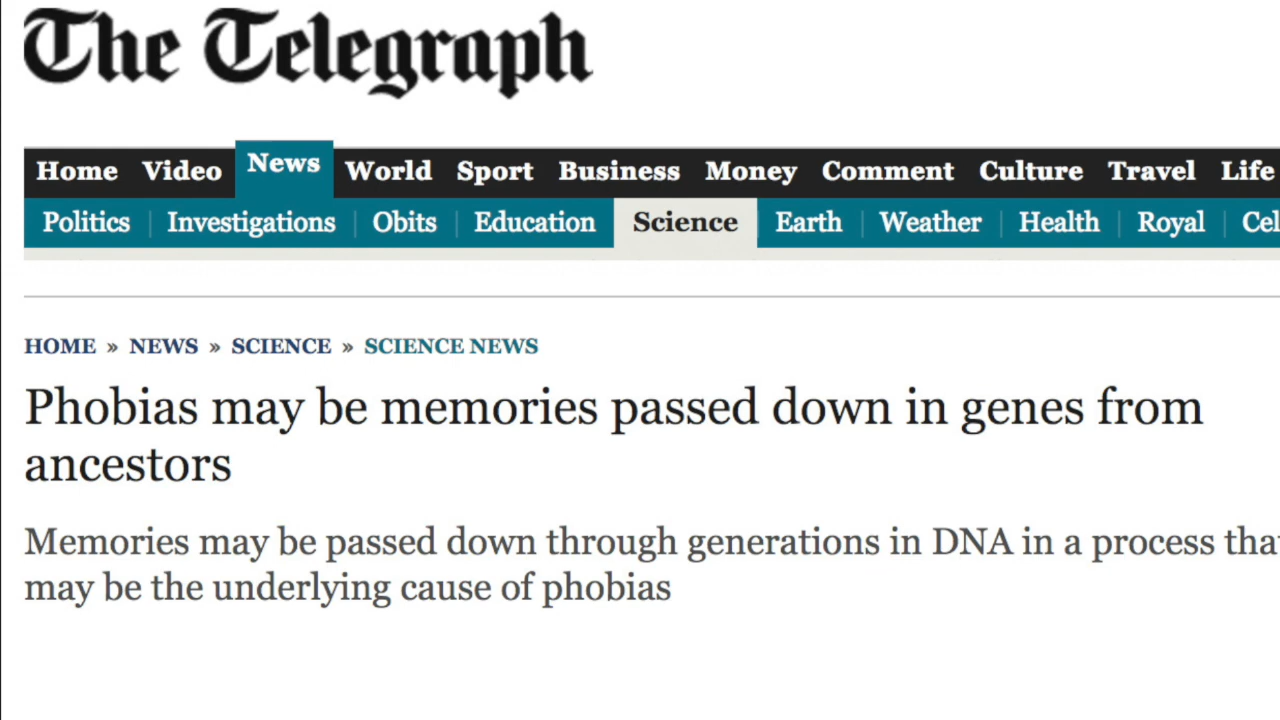 The Telegraph
Home Video News World Sport Business Money Comment Culture Travel Life
Politics Investigations Obits Education Science Earth Weather Health Royal Cel
HOME » NEWS » SCIENCE » SCIENCE NEWS
Phobias may be memories passed down in genes from
ancestors
Memories may be passed down through generations in DNA in a process tha
may be the underlying cause of phobias